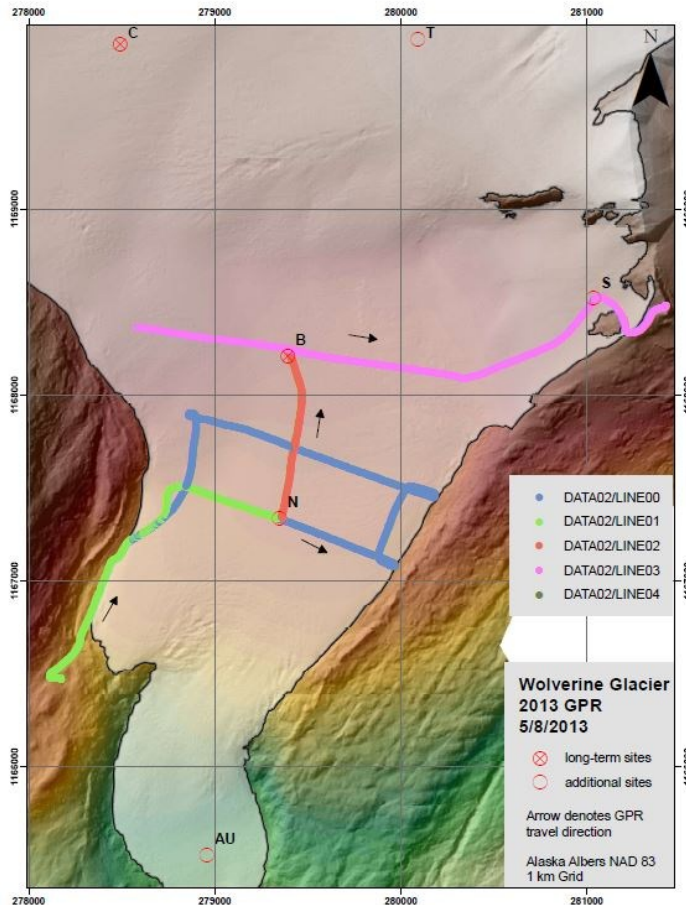 278000
279000
280000
281000
C
T
N
1169000
S
B
1168000
1168000
N
DATA02/LINE00
DATA02/LINE01
DATA02/LINE02
DATA02/LINE03
DATA02/LINE04
1167000
1167000
Wolverine Glacier
2013 GPR
5/8/2013
long-term sites
additional sites
1166000
Arrow denotes GPR
travel direction
AU
Alaska Albers NAD 83
1 km Grid
278000
279000
280000
281000